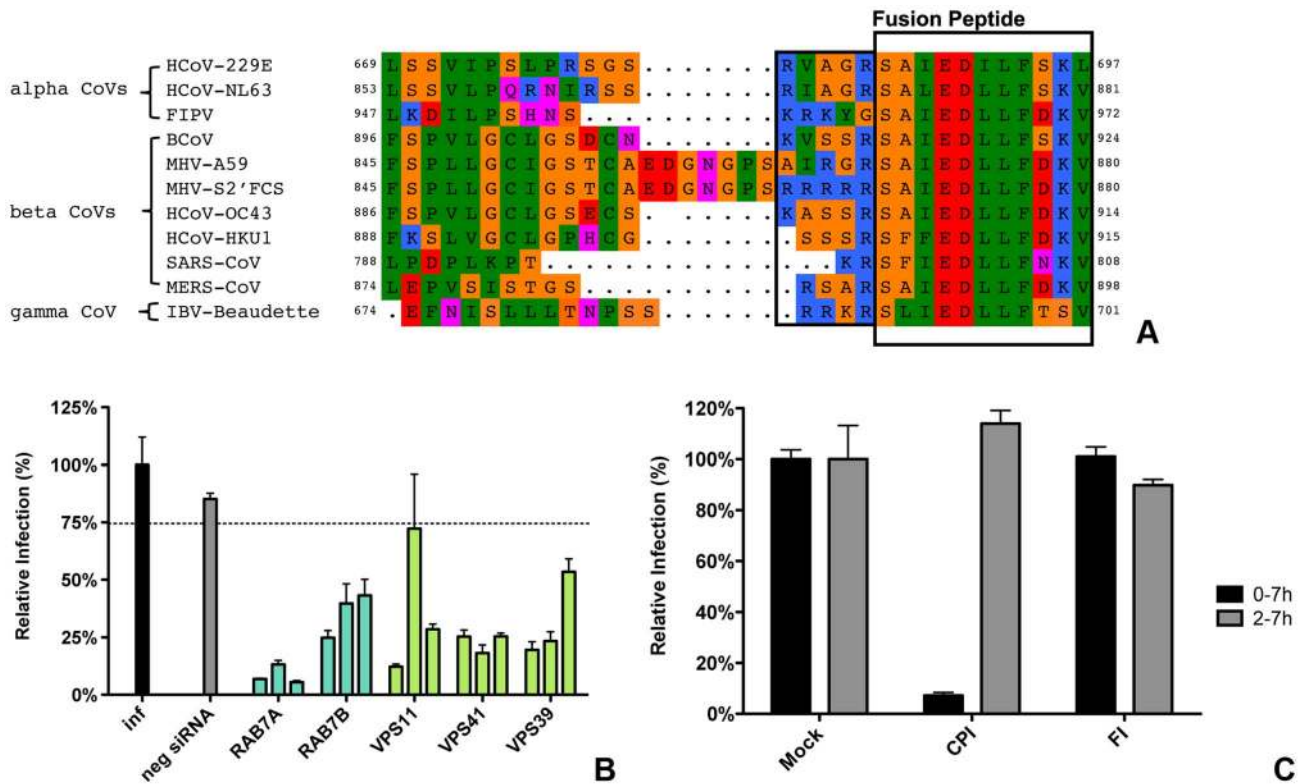 Fusion Peptide
alpha CoVs
HCoV-229E 669 L S S V I P S L P R S G S . . . . . . . R V A G R S A I E D I L F S K L 697
HCoV-NL63 853 L S S V L P Q R N I R S S . . . . . . . R I A G R S A I E D L L F S K V 881
FIPV 947 L K D I L P S H N S . . . . . . . . . . K R K Y G S A I E D L L F D K V 972
beta CoVs
BCoV 896 F S P V L G C L G S D C N . . . . . . . K V S S R S A I E D L L F S K V 924
MHV-A59 845 F S P L L G C I G S T C A E D G N G P S A I R G R S A I E D L L F D K V 880
MHV-S2’FCS 845 F S P L L G C I G S T C A E D G N G P S R R R R R S A I E D L L F D K V 880
HCoV-OC43 886 F S P V L G C L G S E C S . . . . . . . K A S S R S A I E D L L F D K V 914
HCoV-HKU1 888 F K S L V G C L G P H C G . . . . . . . . S S S R S F F E D L L F D K V 915
SARS-CoV 788 L P D P L K P T . . . . . . . . . . . . . . . K R S F I E D L L F N K V 808
MERS-CoV 874 L E P V S I S T G S . . . . . . . . . . . R S A R S A I E D L L F D K V 898
gamma CoV
IBV-Beaudette 674 . E F N I S L L L T N P S S . . . . . . . R R K R S L I E D L L F T S V 701
A
Relative Infection (%)
125%
100%
75%
50%
25%
0%
inf
neg siRNA
RAB7A
RAB7B
VPS11
VPS41
VPS39
B
Relative Infection (%)
120%
100%
80%
60%
40%
20%
0%
Mock
CPI
FI
0-7h
2-7h
C